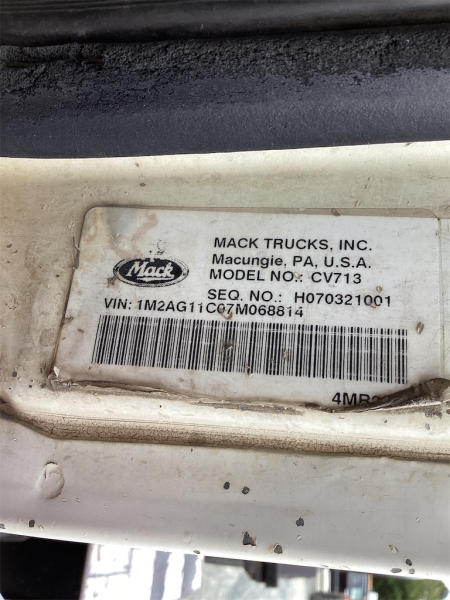 Mack
MACK TRUCKS, INC.
Macungie, PA, U.S.A.
MODEL NO.: CV713
SEQ. NO.: H070321001
VIN: 1M2AG11C07M068814